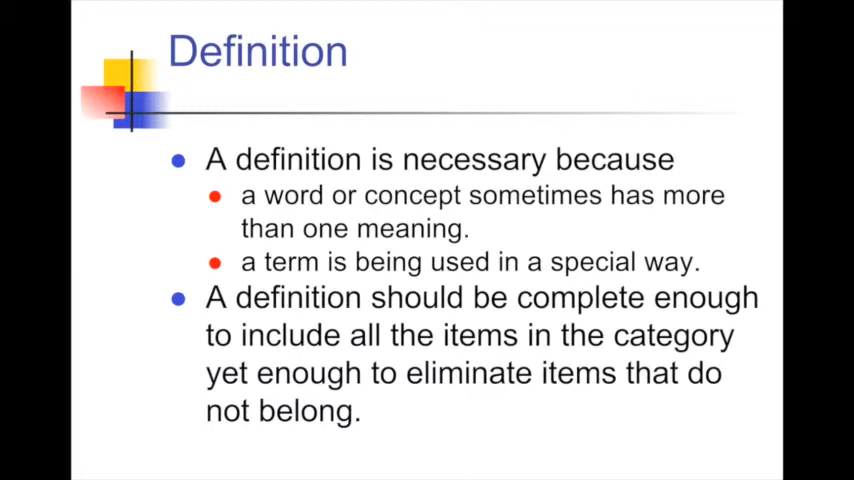 Definition
A definition is necessary because
a word or concept sometimes has more
than one meaning.
a term is being used in a special way.
A definition should be complete enough
to include all the items in the category
yet enough to eliminate items that do
not belong.